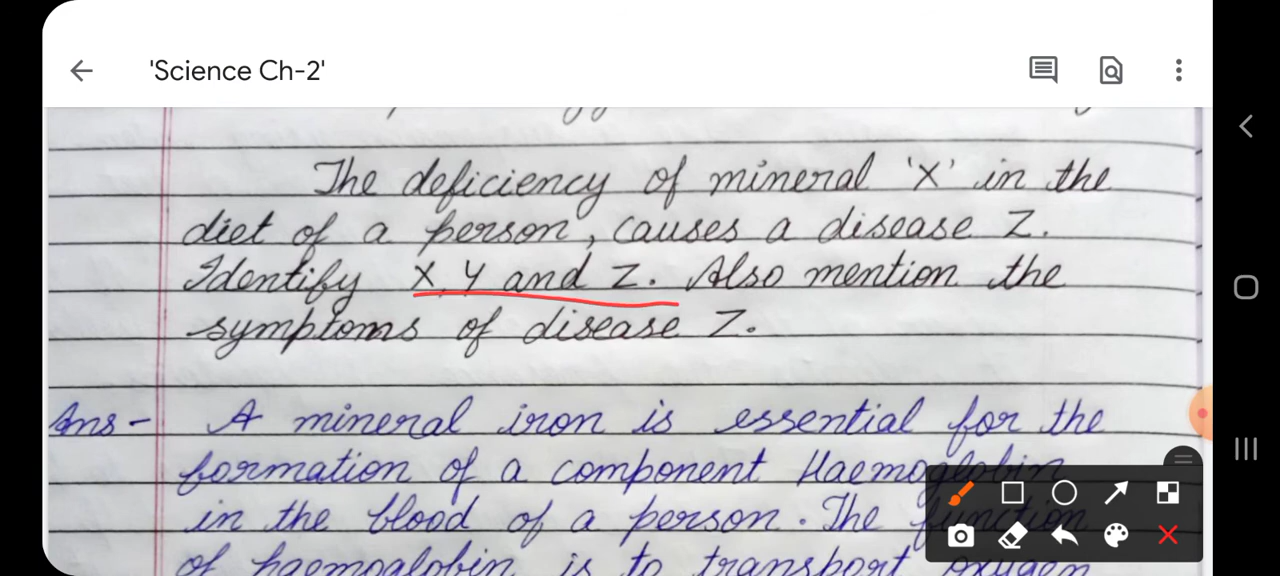 'Science Ch-2'
The deficiency of mineral 'X' in the
diet of a person, causes a disease Z.
Identify X, Y and Z. Also mention the
symptoms of disease Z.
Ans - A mineral iron is essential for the
formation of a component Haemoglobin
in the blood of a person. The function
of haemoglobin is to transport oxygen